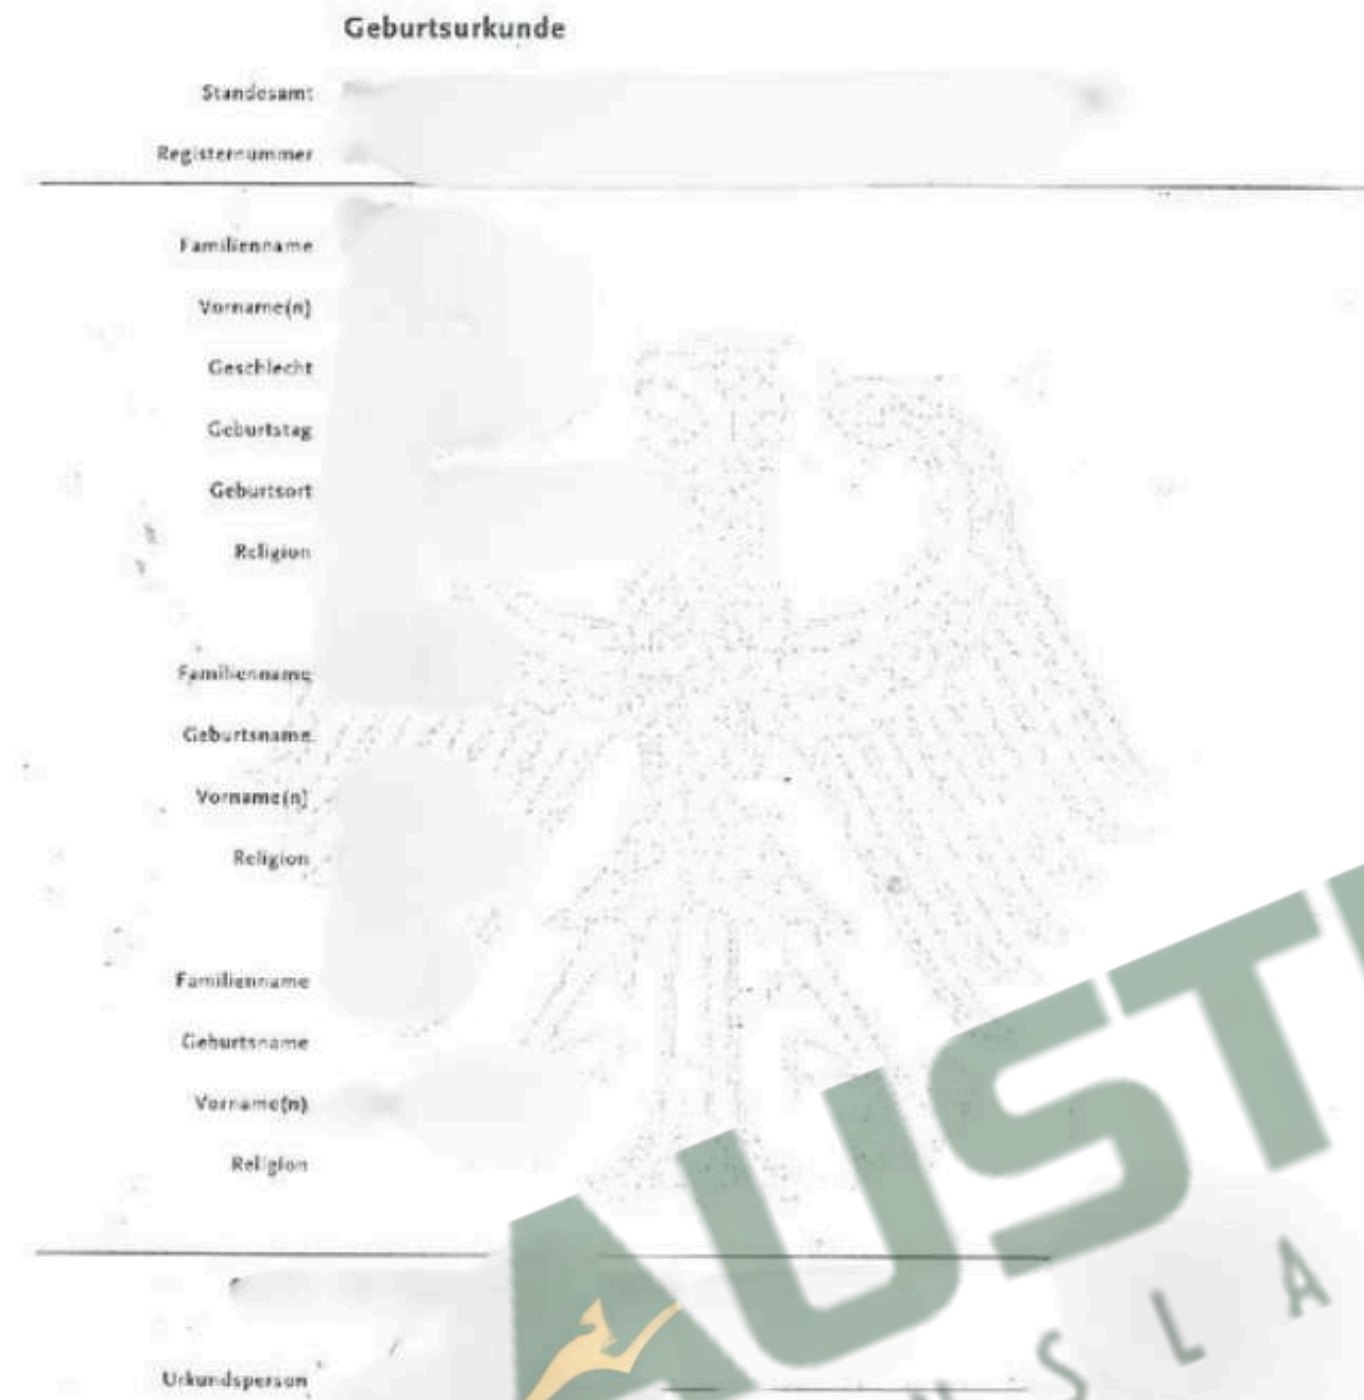 Geburtsurkunde
Standesamt
Registernummer
Familienname
Vorname(n)
Geschlecht
Geburtstag
Geburtsort
Religion
Familienname
Geburtsname
Vorname(n)
Religion
Familienname
Geburtsname
Vorname(n)
Religion
Urkundsperson
AUST
S L A